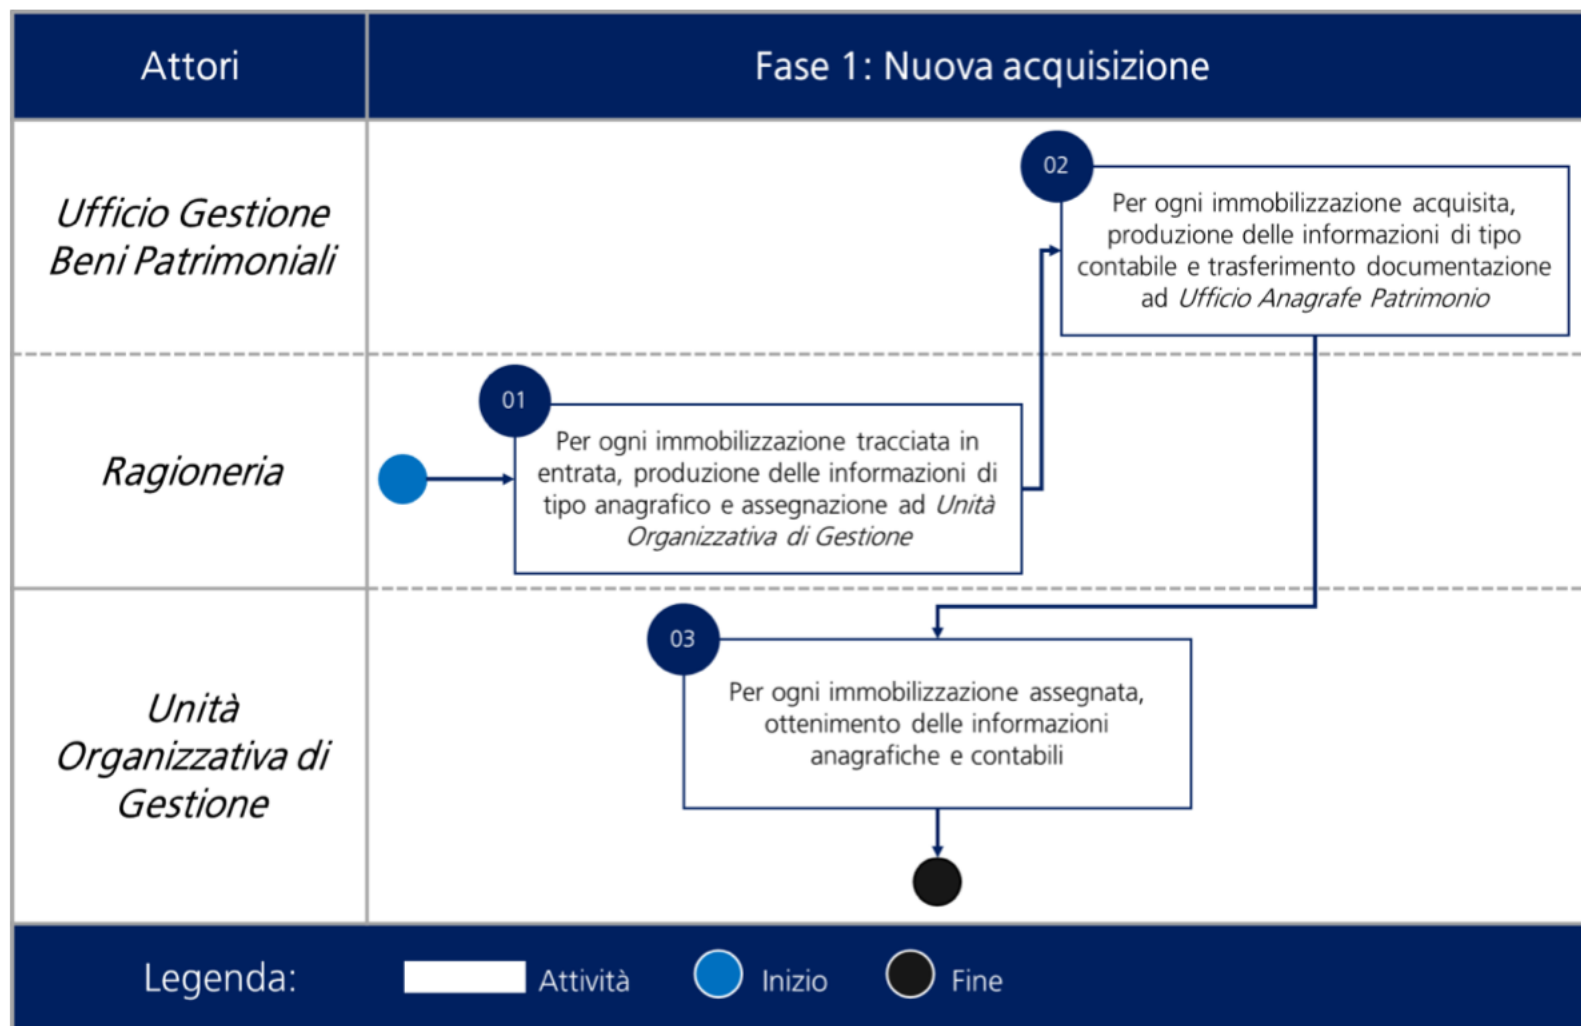 Attori
Fase 1: Nuova acquisizione
Ufficio Gestione
Beni Patrimoniali
02
Per ogni immobilizzazione acquisita,
produzione delle informazioni di tipo
contabile e trasferimento documentazione
ad Ufficio Anagrafe Patrimonio
Ragioneria
01
Per ogni immobilizzazione tracciata in
entrata, produzione delle informazioni di
tipo anagrafico e assegnazione ad Unità
Organizzativa di Gestione
Unità
Organizzativa di
Gestione
03
Per ogni immobilizzazione assegnata,
ottenimento delle informazioni
anagrafiche e contabili
Legenda:
Attività
Inizio
Fine